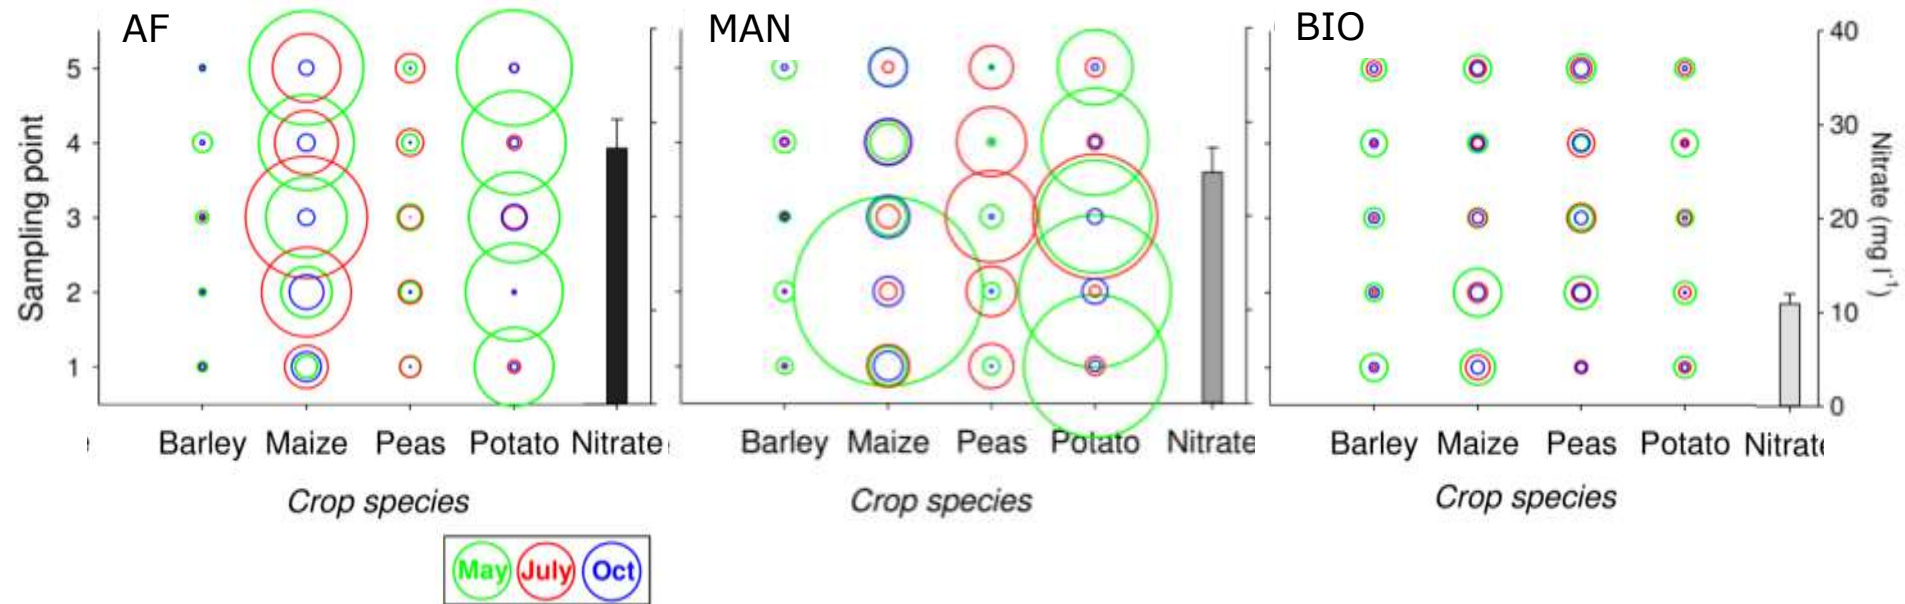 AF
MAN
BIO
Sampling point
5
4
3
2
1
40
30
20
10
0
Nitrate (mg l⁻¹)
Barley Maize Peas Potato Nitrate
Barley Maize Peas Potato Nitrate
Barley Maize Peas Potato Nitrat
Crop species
Crop species
Crop species
May July Oct